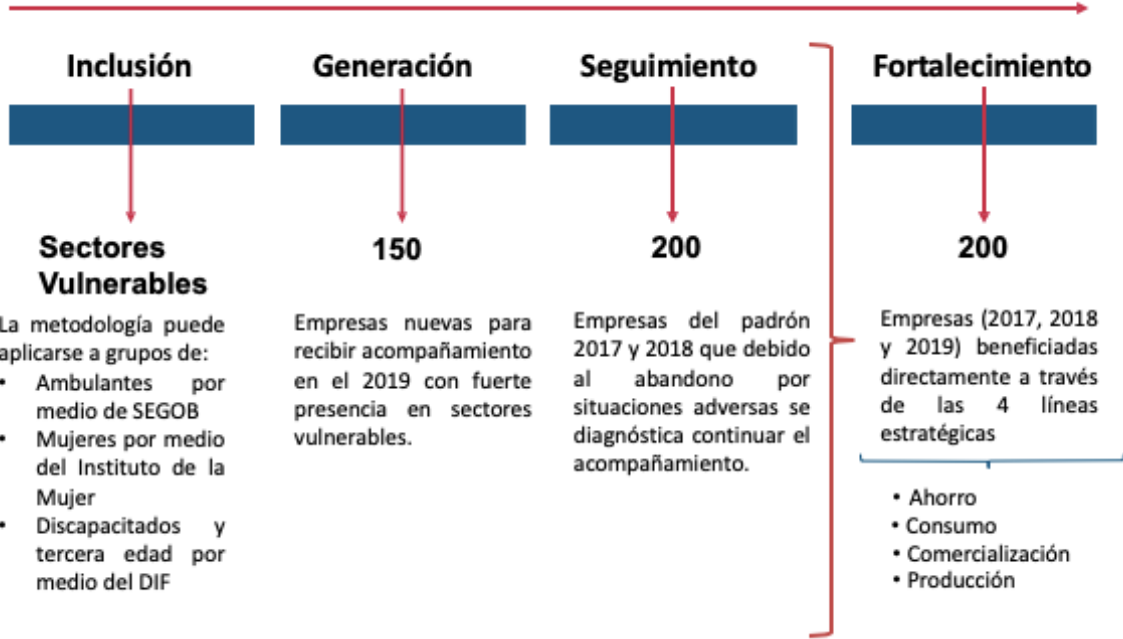 Inclusión
Sectores
Vulnerables
La metodología puede
aplicarse a grupos de:
• Ambulantes por
medio de SEGOB
• Mujeres por medio
del Instituto de la
Mujer
• Discapacitados y
tercera edad por
medio del DIF
Generación
150
Empresas nuevas para
recibir acompañamiento
en el 2019 con fuerte
presencia en sectores
vulnerables.
Seguimiento
200
Empresas del padrón
2017 y 2018 que debido
al abandono por
situaciones adversas se
diagnóstica continuar el
acompañamiento.
Fortalecimiento
200
Empresas (2017, 2018
y 2019) beneficiadas
directamente a través
de las 4 líneas
estratégicas
• Ahorro
• Consumo
• Comercialización
• Producción